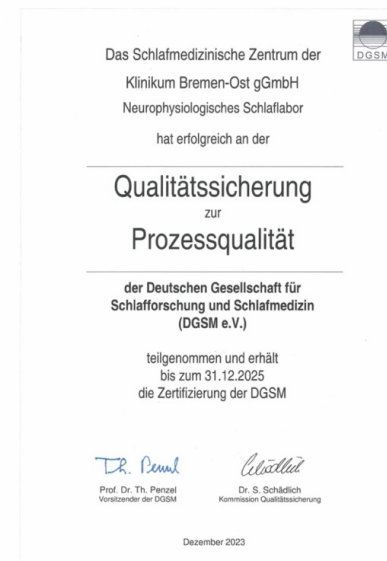 DGSM
Das Schlafmedizinische Zentrum der
Klinikum Bremen-Ost gGmbH
Neurophysiologisches Schlaflabor
hat erfolgreich an der
Qualitätssicherung
zur
Prozessqualität
der Deutschen Gesellschaft für
Schlafforschung und Schlafmedizin
(DGSM e.V.)
teilgenommen und erhält
bis zum 31.12.2025
die Zertifizierung der DGSM
Th. Penzel
Prof. Dr. Th. Penzel
Vorsitzender der DGSM
Dr. S. Schädlich
Kommission Qualitätssicherung
Dezember 2023